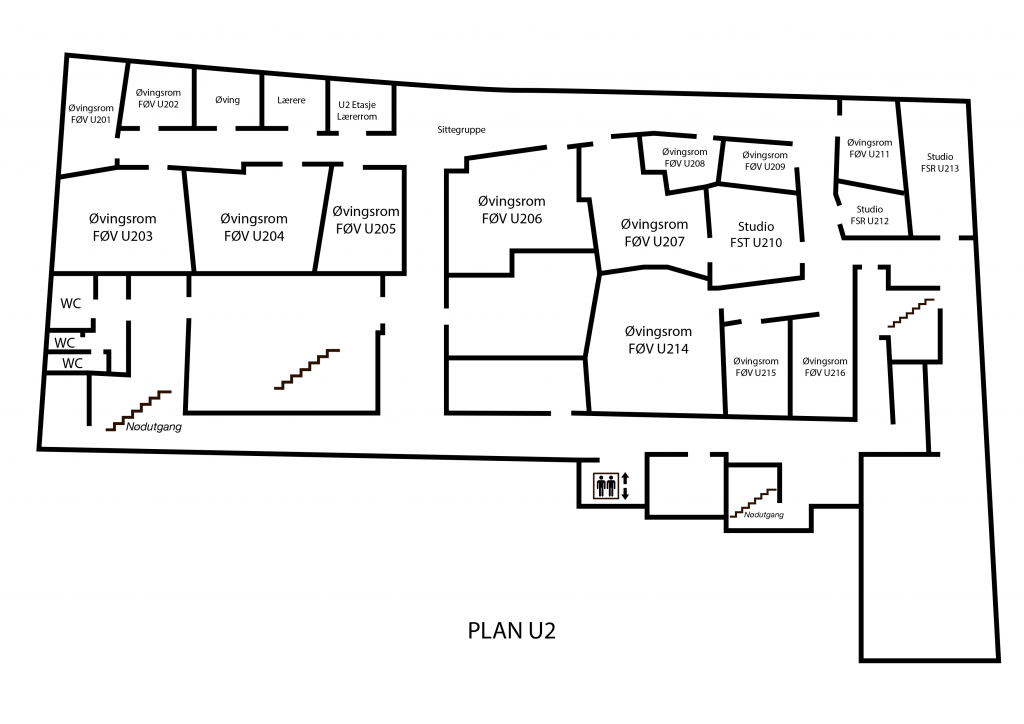 Øvingsrom
FØV U201
Øvingsrom
FØV U202
Øving
Lærere
U2 Etasje
Lærerrom
Sittegruppe
Øvingsrom
FØV U203
Øvingsrom
FØV U204
Øvingsrom
FØV U205
Øvingsrom
FØV U206
Øvingsrom
FØV U207
Øvingsrom
FØV U208
Øvingsrom
FØV U209
Studio
FST U210
Øvingsrom
FØV U211
Studio
FSR U212
Studio
FSR U213
WC
WC
WC
Nødutgang
Øvingsrom
FØV U214
Øvingsrom
FØV U215
Øvingsrom
FØV U216
Nødutgang
PLAN U2